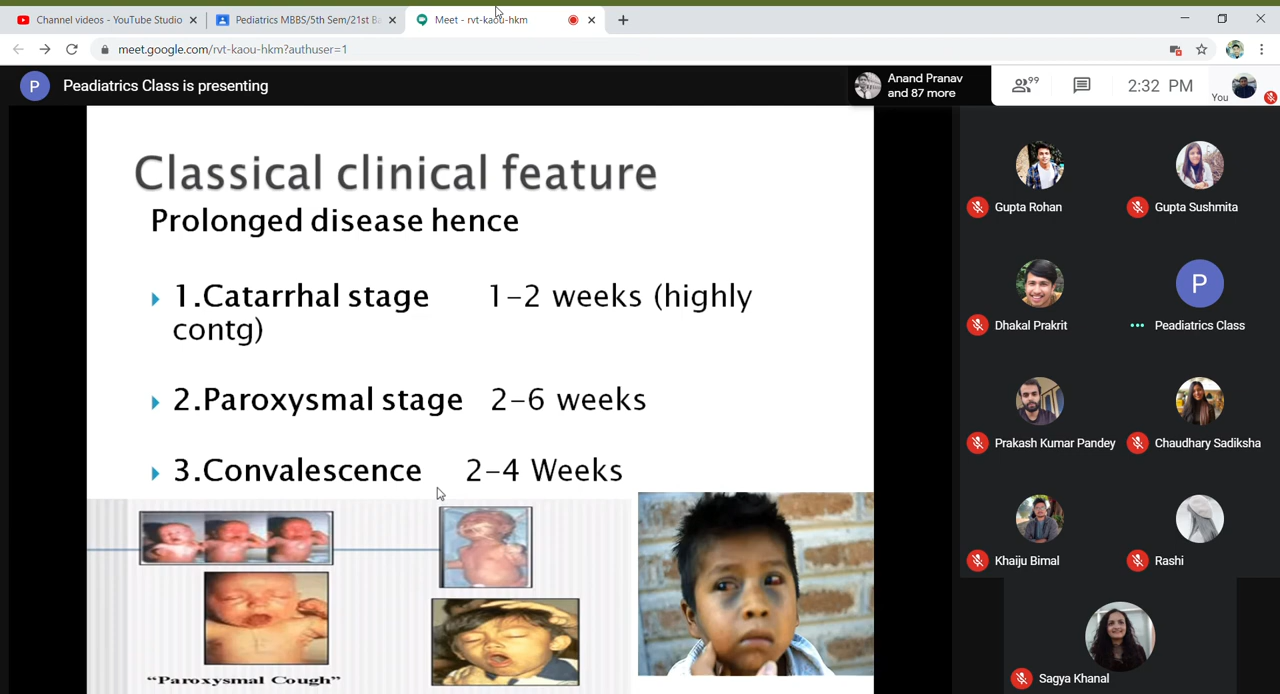 Channel videos - YouTube Studio
Pediatrics MBBS/5th Sem/21st Ba
Meet - rvt-kaou-hkm
meet.google.com/rvt-kaou-hkm?authuser=1
P
Peadiatrics Class is presenting
Anand Pranav
and 87 more
99
2:32 PM
You
Classical clinical feature
Prolonged disease hence
1.Catarrhal stage 1-2 weeks (highly
contg)
2.Paroxysmal stage 2-6 weeks
3.Convalescence 2-4 Weeks
"Paroxysmal Cough"
Gupta Rohan
Gupta Sushmita
Dhakal Prakrit
P
Peadiatrics Class
Prakash Kumar Pandey
Chaudhary Sadiksha
Khaiju Bimal
Rashi
Sagya Khanal